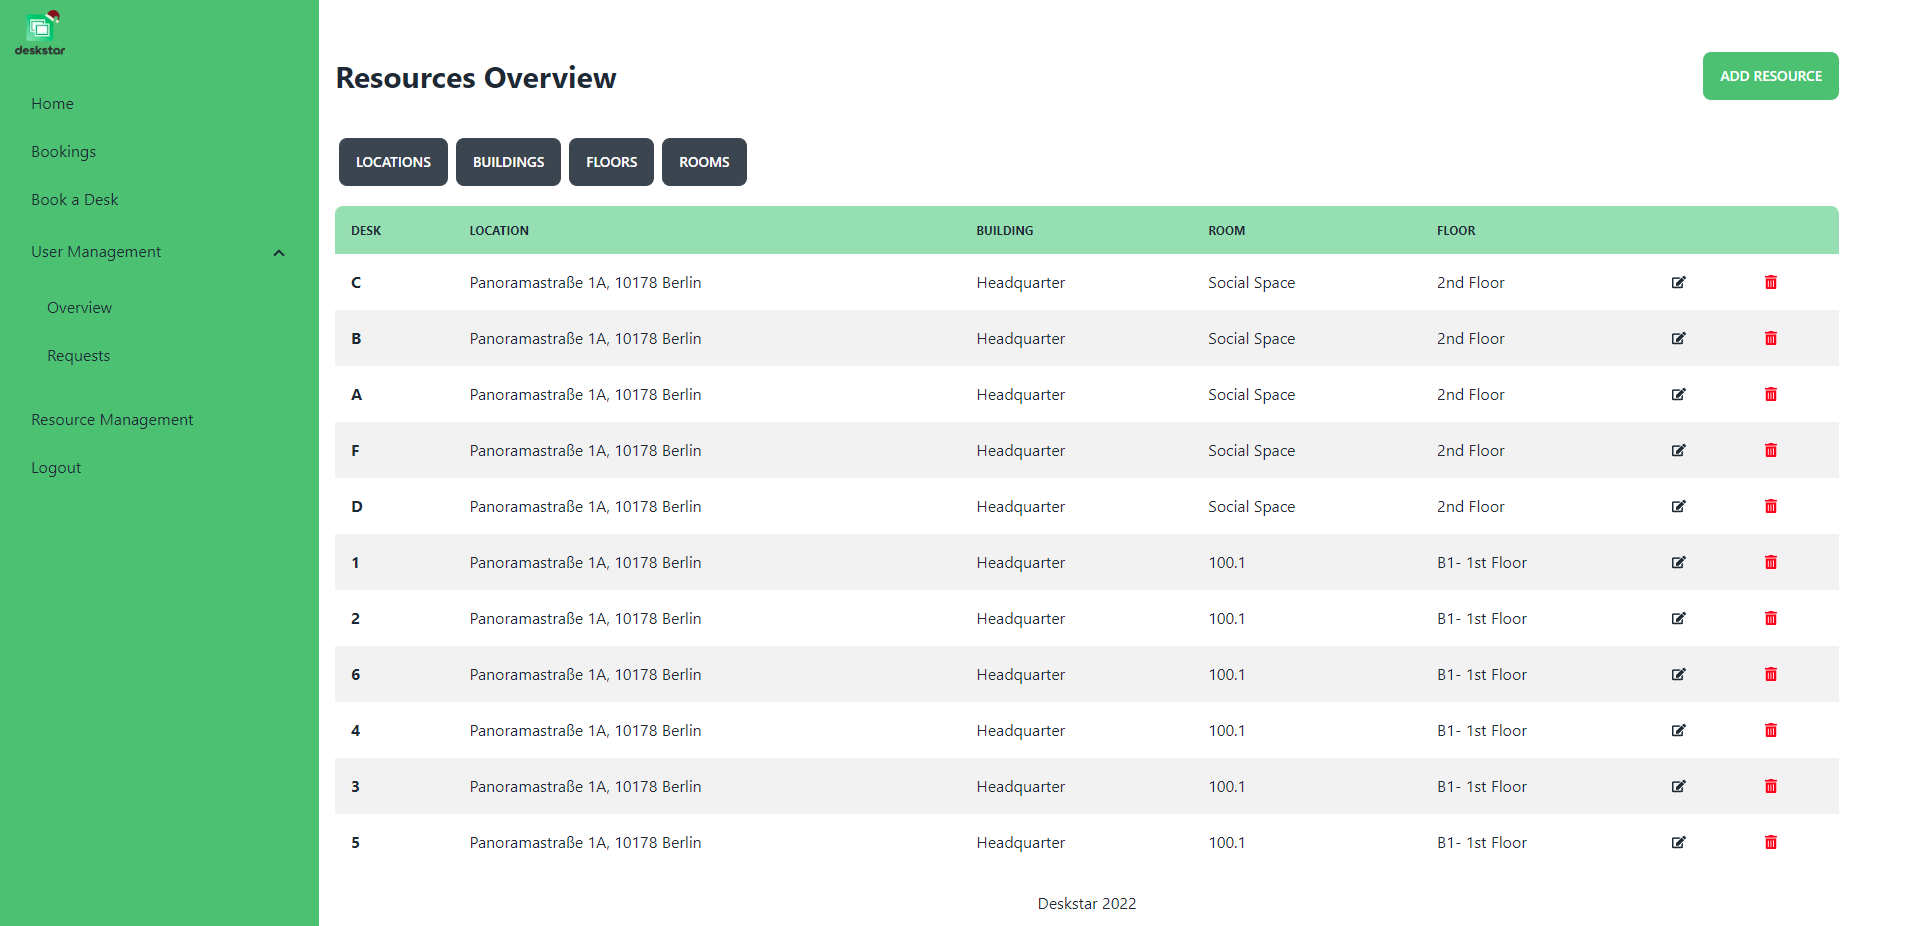 deskstar
Home
Bookings
Book a Desk
User Management
Overview
Requests
Resource Management
Logout
Resources Overview
ADD RESOURCE
LOCATIONS BUILDINGS FLOORS ROOMS
DESK LOCATION BUILDING ROOM FLOOR
C Panoramastraße 1A, 10178 Berlin Headquarter Social Space 2nd Floor
B Panoramastraße 1A, 10178 Berlin Headquarter Social Space 2nd Floor
A Panoramastraße 1A, 10178 Berlin Headquarter Social Space 2nd Floor
F Panoramastraße 1A, 10178 Berlin Headquarter Social Space 2nd Floor
D Panoramastraße 1A, 10178 Berlin Headquarter Social Space 2nd Floor
1 Panoramastraße 1A, 10178 Berlin Headquarter 100.1 B1- 1st Floor
2 Panoramastraße 1A, 10178 Berlin Headquarter 100.1 B1- 1st Floor
6 Panoramastraße 1A, 10178 Berlin Headquarter 100.1 B1- 1st Floor
4 Panoramastraße 1A, 10178 Berlin Headquarter 100.1 B1- 1st Floor
3 Panoramastraße 1A, 10178 Berlin Headquarter 100.1 B1- 1st Floor
5 Panoramastraße 1A, 10178 Berlin Headquarter 100.1 B1- 1st Floor
Deskstar 2022